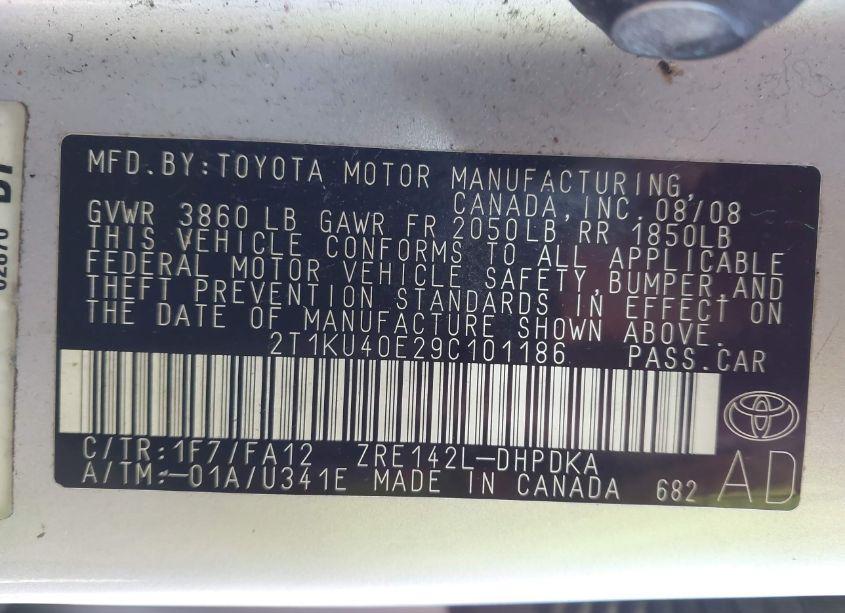 MFD.BY:TOYOTA MOTOR MANUFACTURING,
CANADA,INC. 08/08
GVWR 3860 LB GAWR FR 2050LB RR 1850LB
THIS VEHICLE CONFORMS TO ALL APPLICABLE
FEDERAL MOTOR VEHICLE SAFETY,BUMPER,AND
THEFT PREVENTION STANDARDS IN EFFECT ON
THE DATE OF MANUFACTURE SHOWN ABOVE.
2T1KU40E29C101186 PASS.CAR
C/TR:1F7/FA12 ZRE142L-DHPDKA
A/TM:-01A/U341E MADE IN CANADA 682
AD